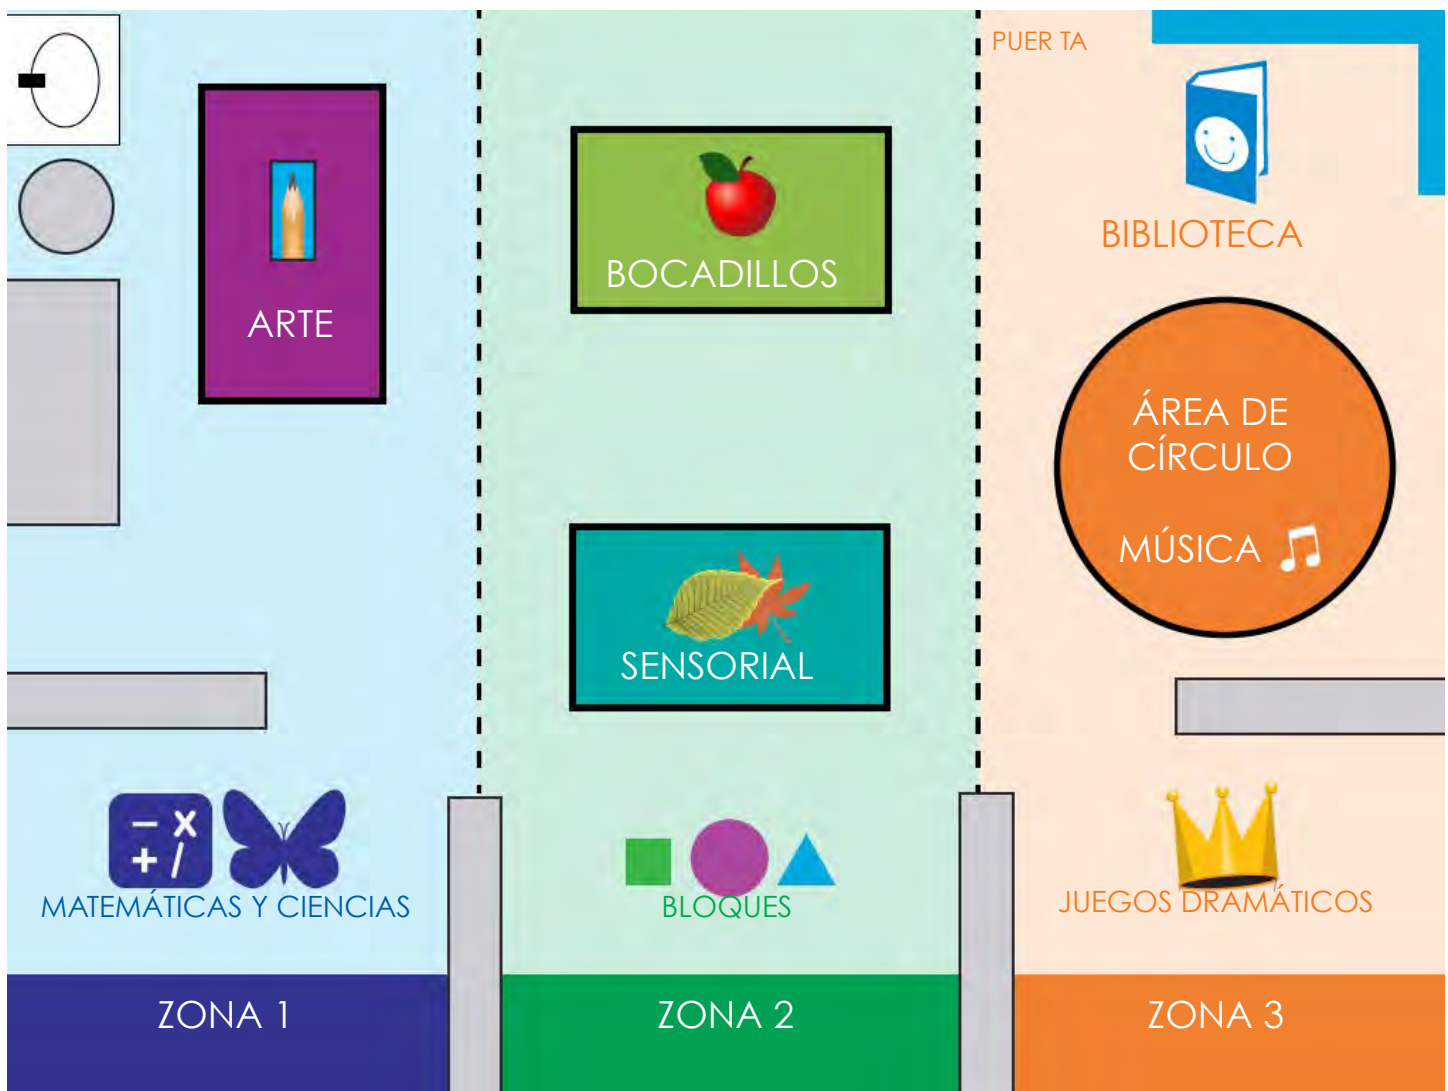 PUER TA
BIBLIOTECA
ARTE
BOCADILLOS
ÁREA DE
CÍRCULO
MÚSICA
SENSORIAL
− x
+ /
MATEMÁTICAS Y CIENCIAS
BLOQUES
JUEGOS DRAMÁTICOS
ZONA 1
ZONA 2
ZONA 3